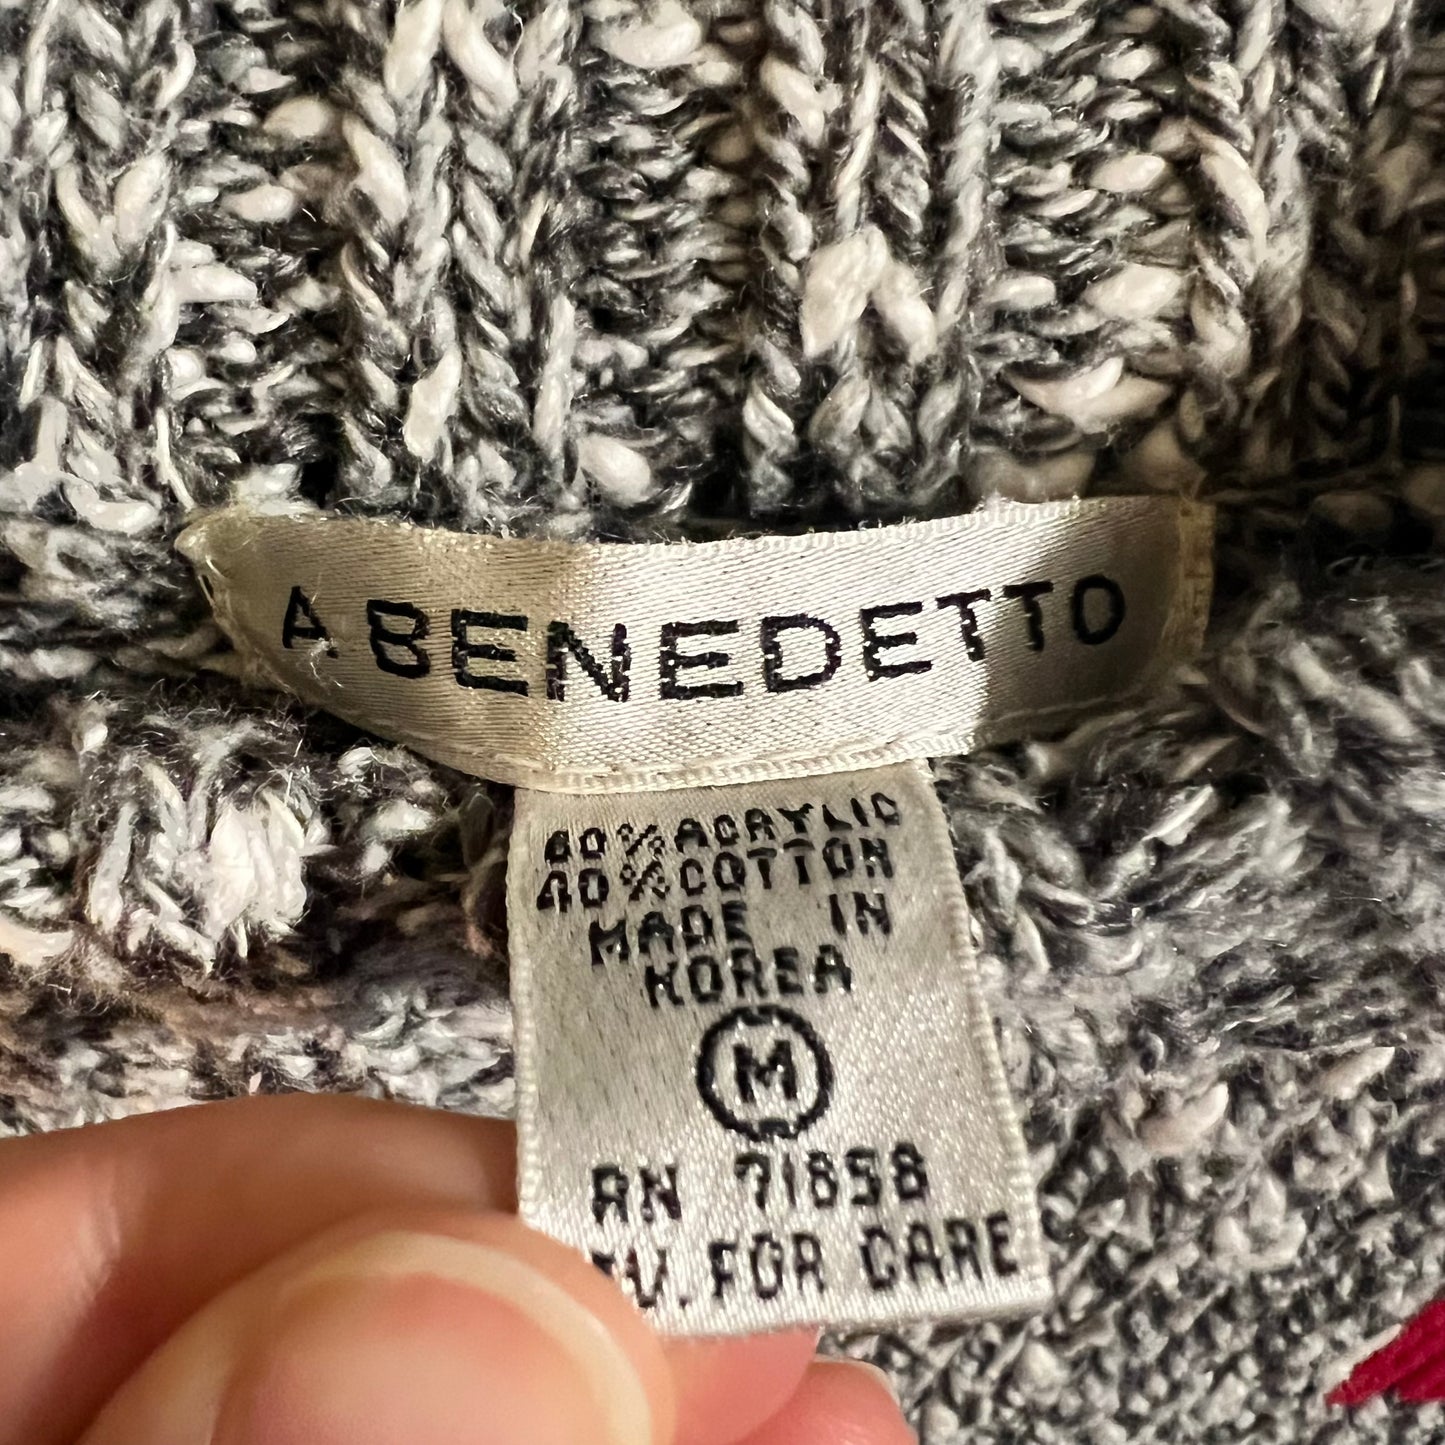 A. BENEDETTO
60% ACRYLIC
40% COTTON
MADE IN
KOREA
M
RN 71858
FOR CARE